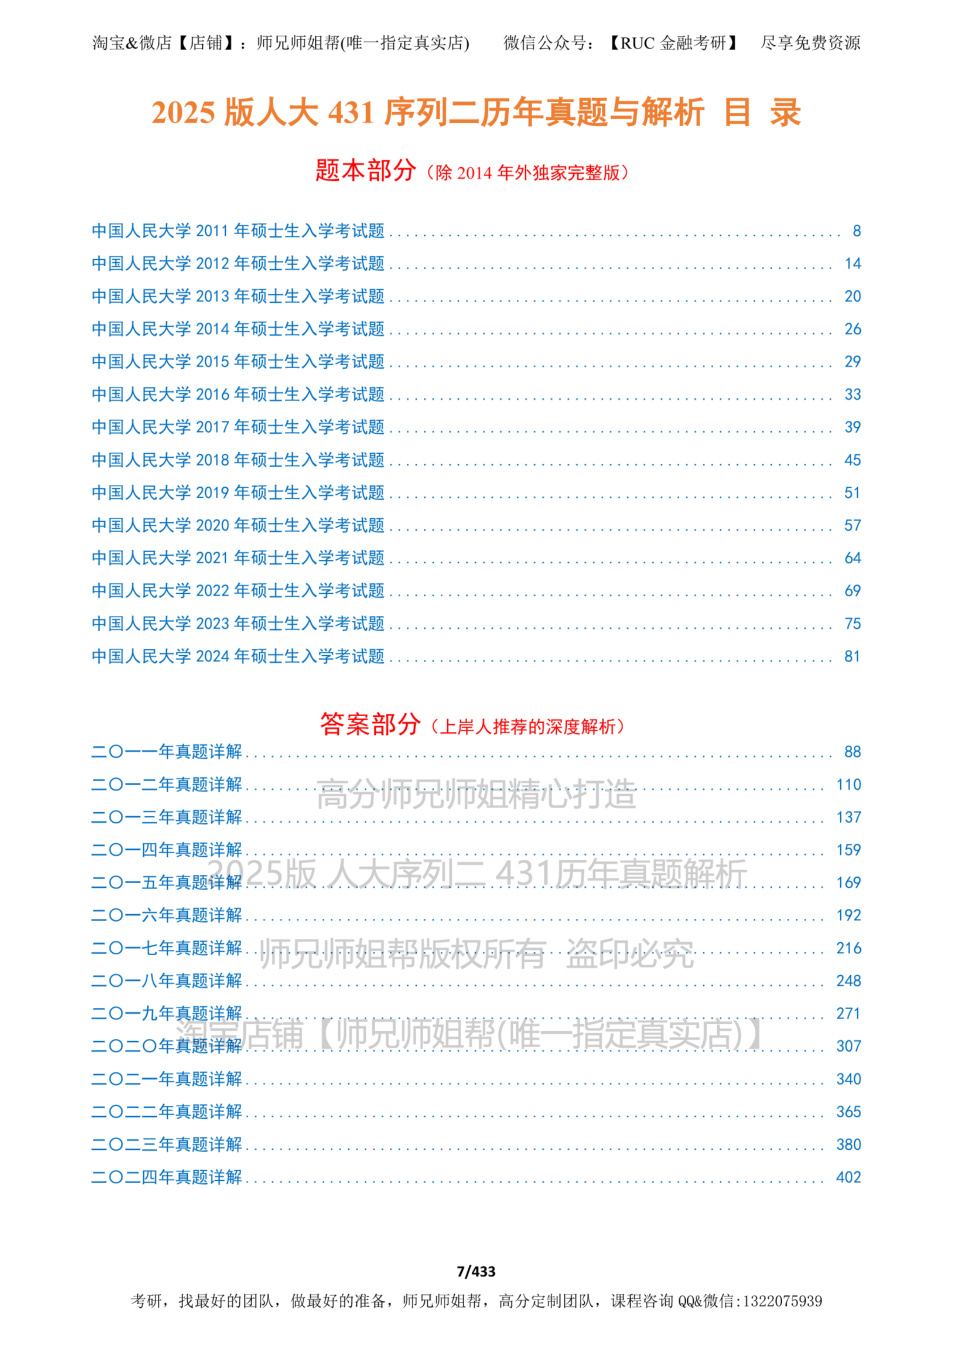 淘宝&微店【店铺】：师兄师姐帮(唯一指定真实店) 微信公众号：【RUC 金融考研】 尽享免费资源
2025 版人大 431 序列二历年真题与解析 目 录
题本部分（除 2014 年外独家完整版）
中国人民大学 2011 年硕士生入学考试题 8
中国人民大学 2012 年硕士生入学考试题 14
中国人民大学 2013 年硕士生入学考试题 20
中国人民大学 2014 年硕士生入学考试题 26
中国人民大学 2015 年硕士生入学考试题 29
中国人民大学 2016 年硕士生入学考试题 33
中国人民大学 2017 年硕士生入学考试题 39
中国人民大学 2018 年硕士生入学考试题 45
中国人民大学 2019 年硕士生入学考试题 51
中国人民大学 2020 年硕士生入学考试题 57
中国人民大学 2021 年硕士生入学考试题 64
中国人民大学 2022 年硕士生入学考试题 69
中国人民大学 2023 年硕士生入学考试题 75
中国人民大学 2024 年硕士生入学考试题 81
答案部分（上岸人推荐的深度解析）
二〇一一年真题详解 88
二〇一二年真题详解 110
高分师兄师姐精心打造
二〇一三年真题详解 137
二〇一四年真题详解 159
2025版 人大序列二 431历年真题解析
二〇一五年真题详解 169
二〇一六年真题详解 192
二〇一七年真题详解 216
师兄师姐帮版权所有 盗印必究
二〇一八年真题详解 248
二〇一九年真题详解 271
淘宝店铺【师兄师姐帮(唯一指定真实店)】
二〇二〇年真题详解 307
二〇二一年真题详解 340
二〇二二年真题详解 365
二〇二三年真题详解 380
二〇二四年真题详解 402
7/433
考研，找最好的团队，做最好的准备，师兄师姐帮，高分定制团队，课程咨询 QQ&微信:1322075939